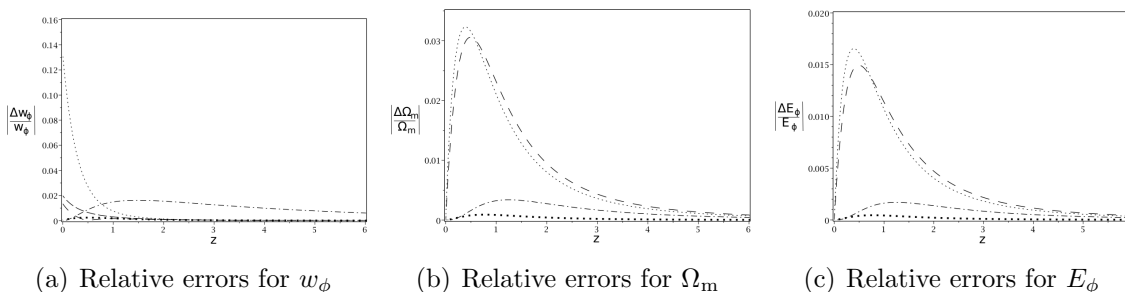 0.16
0.14
0.12
0.10
0.08
0.06
0.04
0.02
0
|Δw_ϕ / w_ϕ|
0 1 2 3 4 5 6
z
(a) Relative errors for w_ϕ
0.03
0.02
0.01
0
|ΔΩ_m / Ω_m|
0 1 2 3 4 5 6
z
(b) Relative errors for Ω_m
0.020
0.015
0.010
0.005
0.000
|ΔE_ϕ / E_ϕ|
0 1 2 3 4 5
z
(c) Relative errors for E_ϕ